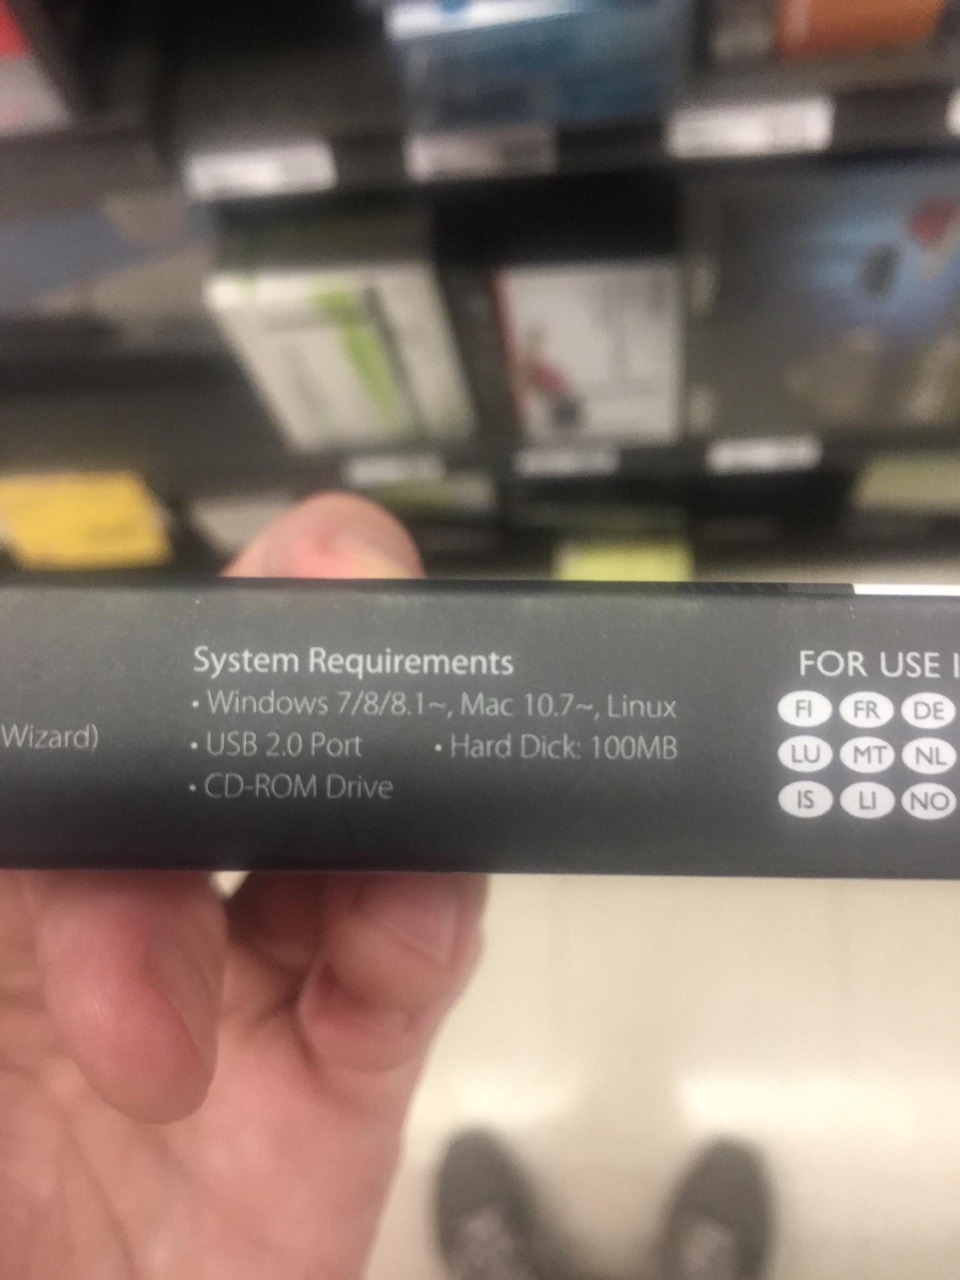 Wizard)
System Requirements
• Windows 7/8/8.1~, Mac 10.7~, Linux
• USB 2.0 Port • Hard Dick: 100MB
• CD-ROM Drive
FOR USE I
FI FR DE
LU MT NL
IS LI NO